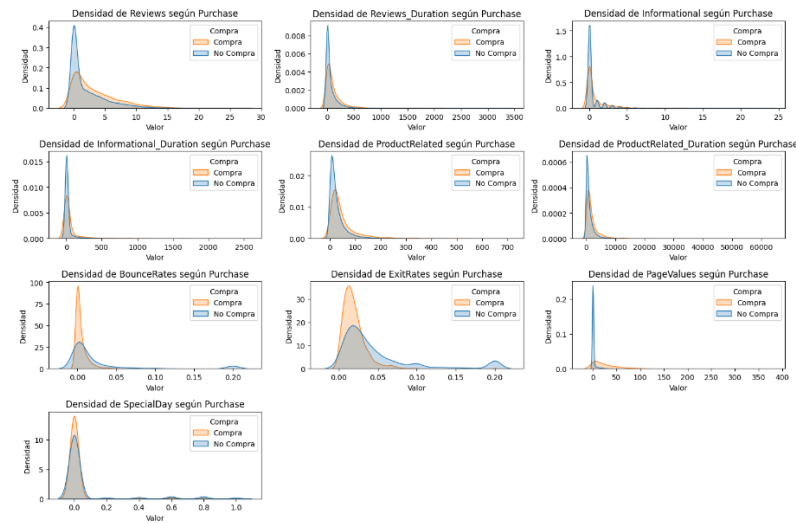 Densidad de Reviews según Purchase
Densidad
0.4
0.3
0.2
0.1
0.0
0
5
10
15
20
25
30
Valor
Compra
Compra
No Compra
Densidad de Reviews_Duration según Purchase
Densidad
0.008
0.006
0.004
0.002
0.000
0
500
1000
1500
2000
2500
3000
3500
Valor
Compra
Compra
No Compra
Densidad de Informational según Purchase
Densidad
1.5
1.0
0.5
0.0
0
5
10
15
20
25
Valor
Compra
Compra
No Compra
Densidad de Informational_Duration según Purchase
Densidad
0.015
0.010
0.005
0.000
0
500
1000
1500
2000
2500
Valor
Compra
Compra
No Compra
Densidad de ProductRelated según Purchase
Densidad
0.02
0.01
0.00
0
100
200
300
400
500
600
700
Valor
Compra
Compra
No Compra
Densidad de ProductRelated_Duration según Purchase
Densidad
0.0006
0.0004
0.0002
0.0000
0
10000
20000
30000
40000
50000
60000
Valor
Compra
Compra
No Compra
Densidad de BounceRates según Purchase
Densidad
100
75
50
25
0
0.00
0.05
0.10
0.15
0.20
Valor
Compra
Compra
No Compra
Densidad de ExitRates según Purchase
Densidad
30
20
10
0
0.00
0.05
0.10
0.15
0.20
Valor
Compra
Compra
No Compra
Densidad de PageValues según Purchase
Densidad
0.2
0.1
0.0
0
50
100
150
200
250
300
350
400
Valor
Compra
Compra
No Compra
Densidad de SpecialDay según Purchase
Densidad
10
5
0
0.0
0.2
0.4
0.6
0.8
1.0
Valor
Compra
Compra
No Compra